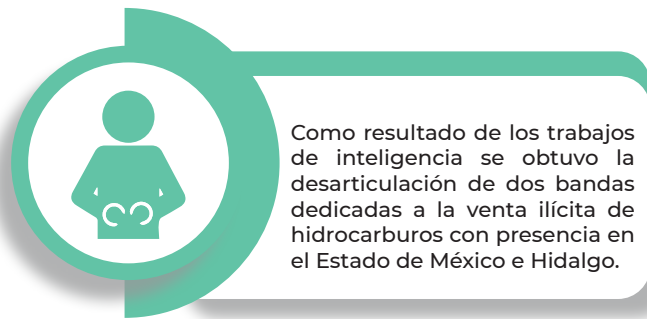 Como resultado de los trabajos
de inteligencia se obtuvo la
desarticulación de dos bandas
dedicadas a la venta ilícita de
hidrocarburos con presencia en
el Estado de México e Hidalgo.